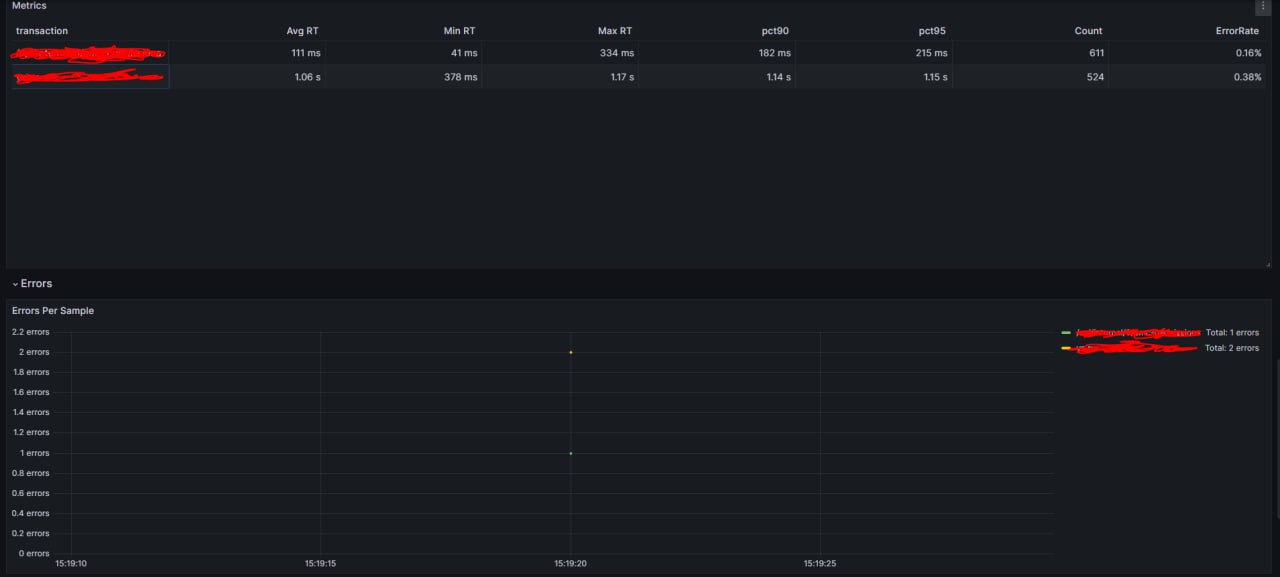 Metrics
transaction Avg RT Min RT Max RT pct90 pct95 Count ErrorRate
111 ms 41 ms 334 ms 182 ms 215 ms 611 0.16%
1.06 s 378 ms 1.17 s 1.14 s 1.15 s 524 0.38%
Errors
Errors Per Sample
2.2 errors
Total: 1 errors
2 errors
Total: 2 errors
1.8 errors
1.6 errors
1.4 errors
1.2 errors
1 errors
0.8 errors
0.6 errors
0.4 errors
0.2 errors
0 errors
15:19:10 15:19:15 15:19:20 15:19:25